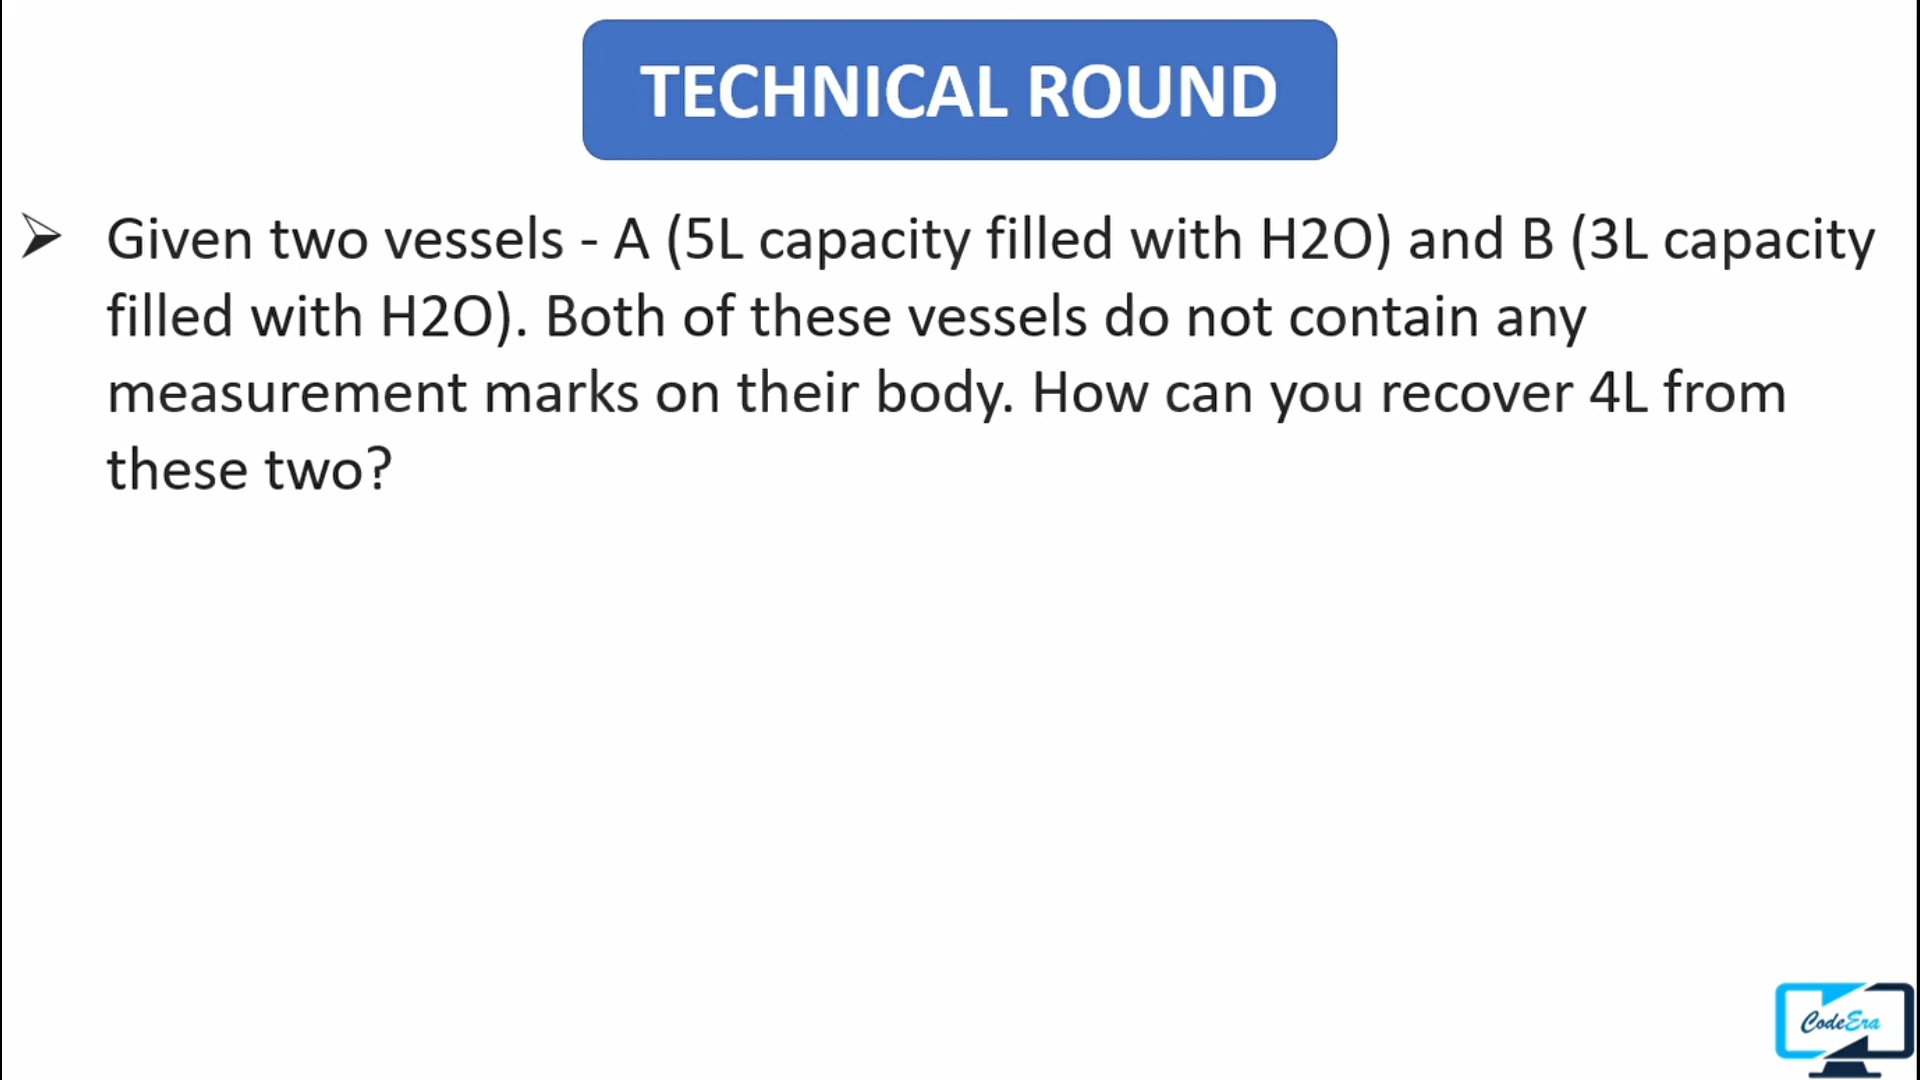 TECHNICAL ROUND
➢ Given two vessels - A (5L capacity filled with H2O) and B (3L capacity
filled with H2O). Both of these vessels do not contain any
measurement marks on their body. How can you recover 4L from
these two?
CodeEra